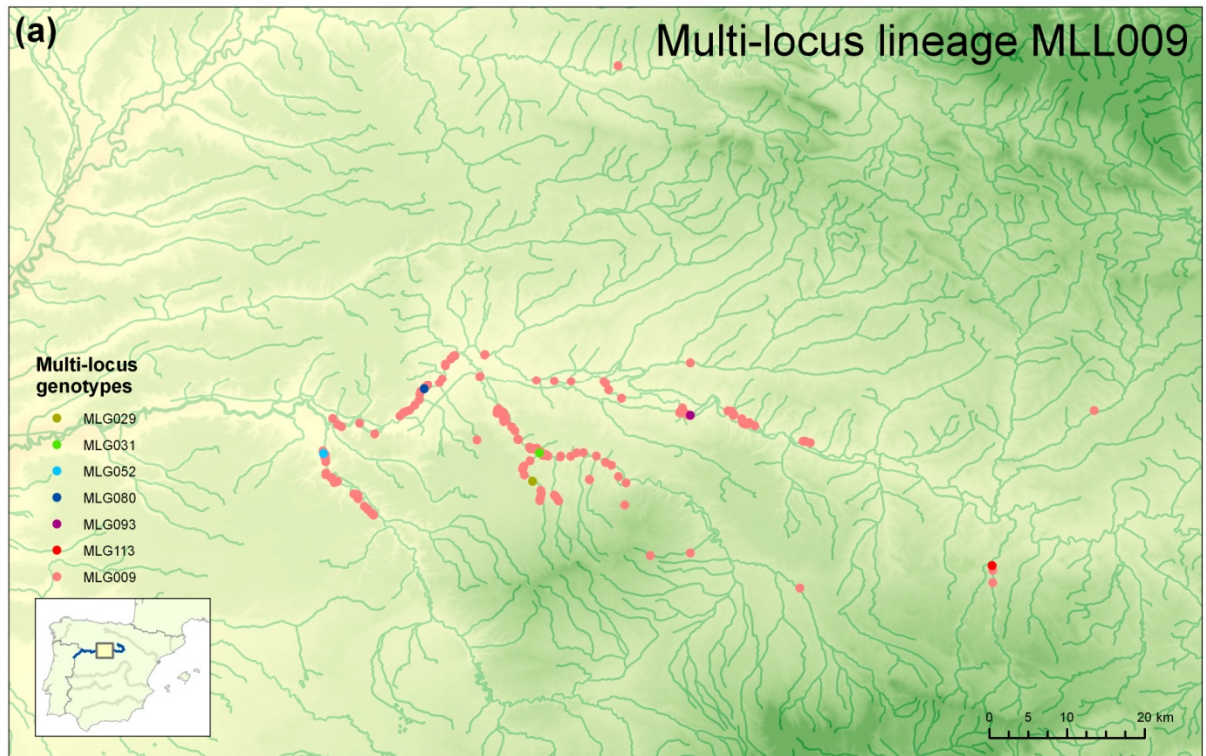 (a)
Multi-locus lineage MLL009
Multi-locus
genotypes
MLG029
MLG031
MLG052
MLG080
MLG093
MLG113
MLG009
0 5 10 20 km